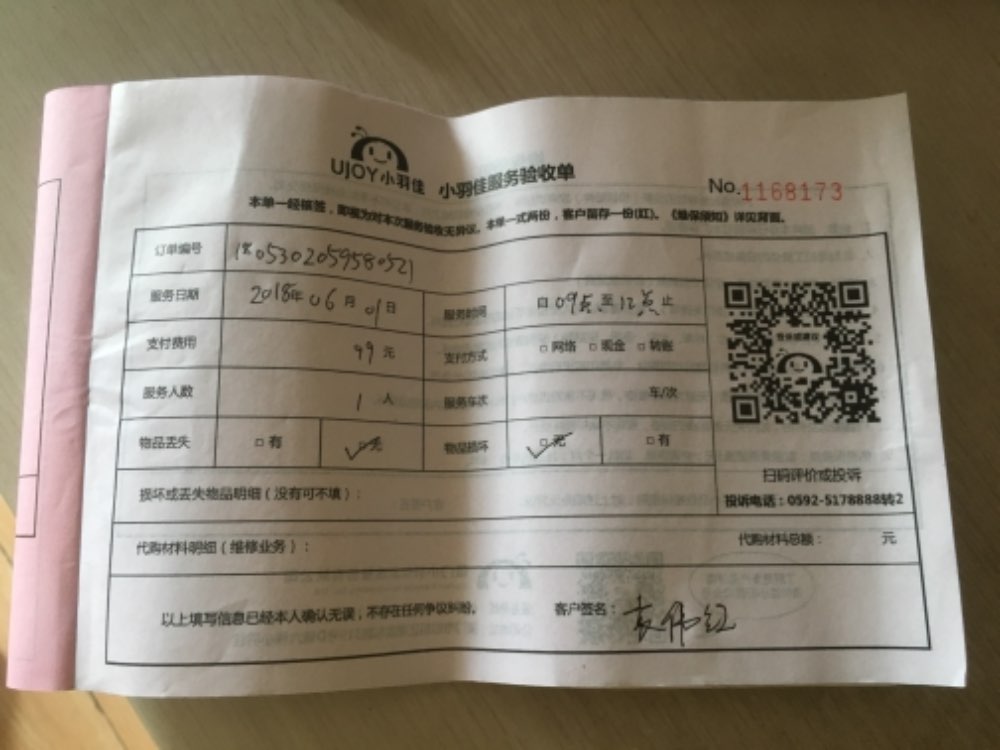 UJOY小羽佳 小羽佳服务验收单
No.1168173
本单一经签签，即视为对本次服务验收无异议。本单一式两份，客户留存一份(红)。《维保须知》详见背面。
订单编号 1805302059580521
服务日期 2018年06月01日 服务时间 自09点至12点止
支付费用 99元 支付方式 □网络 □现金 □转账
服务人数 1人 服务车次 车/次
物品丢失 □有 □无 物品损坏 □无 □有
扫码评价或投诉
损坏或丢失物品明细（没有可不填）：
投诉电话：0592-5178888转2
代购材料明细（维修业务）： 代购材料总额： 元
以上填写信息已经本人确认无误，不存在任何争议纠纷。 客户签名：袁伟红